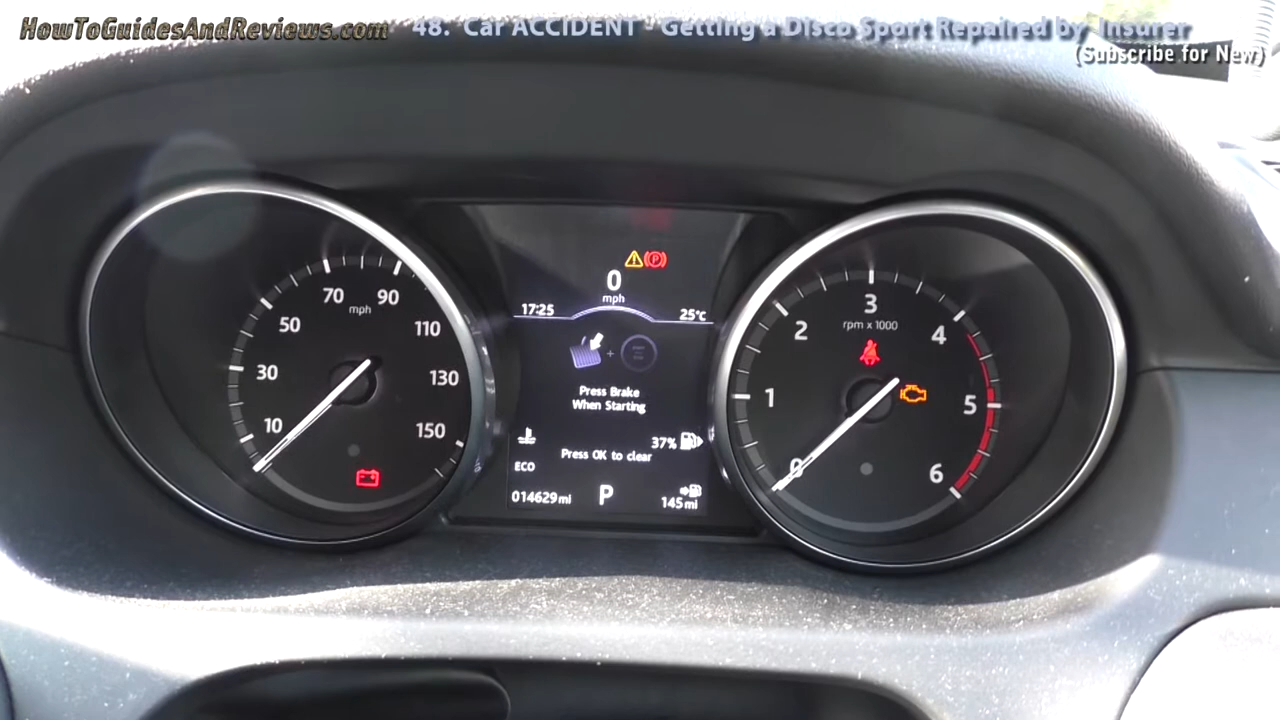 HowToGuidesAndReviews.com
48. Car ACCIDENT - Getting a Disco Sport Repaired by Insurer
(Subscribe for New)
70 mph 90
50
110
30
130
10
150
0
mph
17:25
25°C
Press Brake
When Starting
37%
Press OK to clear
ECO
014629mi
P
145mi
3
rpm x 1000
2
4
1
5
0
6